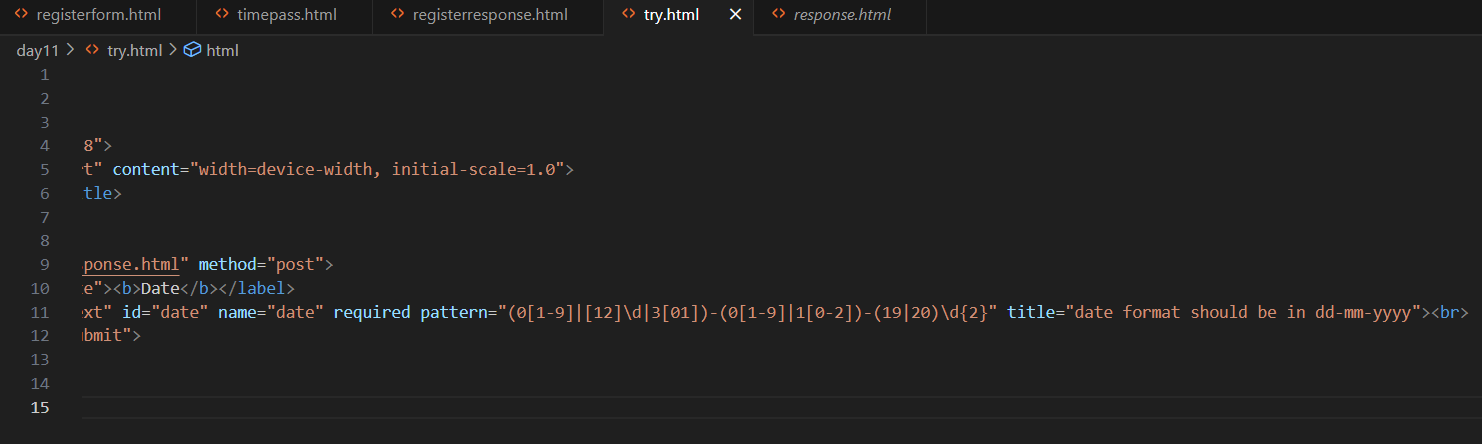 registerform.html timepass.html registerresponse.html try.html response.html
day11 > try.html > html
1
2
3
4 8">
5 rt" content="width=device-width, initial-scale=1.0">
6 tle>
7
8
9 ponse.html" method="post">
10 te"><b>Date</b></label>
11 ext" id="date" name="date" required pattern="(0[1-9]|[12]\d|3[01])-(0[1-9]|1[0-2])-(19|20)\d{2}" title="date format should be in dd-mm-yyyy"><br>
12 ubmit">
13
14
15